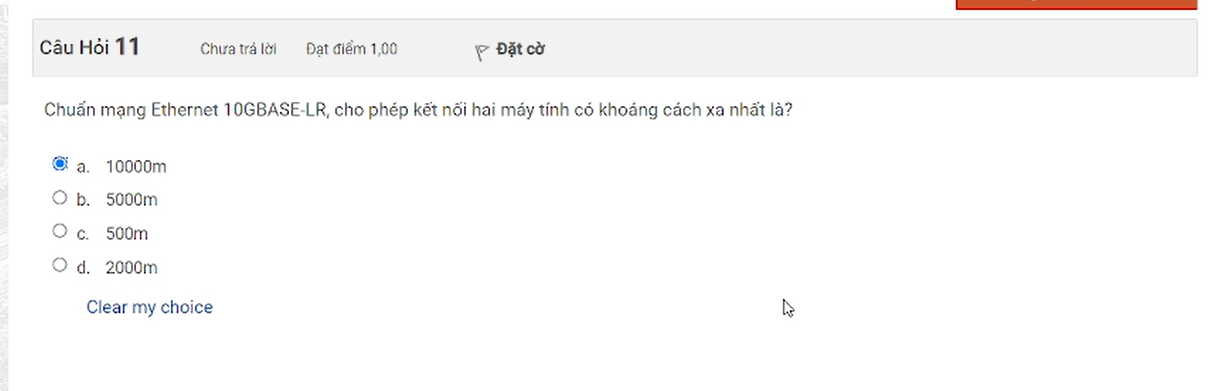 Câu Hỏi 11 Chưa trả lời Đạt điểm 1,00 Đặt cờ
Chuẩn mạng Ethernet 10GBASE-LR, cho phép kết nối hai máy tính có khoảng cách xa nhất là?
a. 10000m
b. 5000m
c. 500m
d. 2000m
Clear my choice